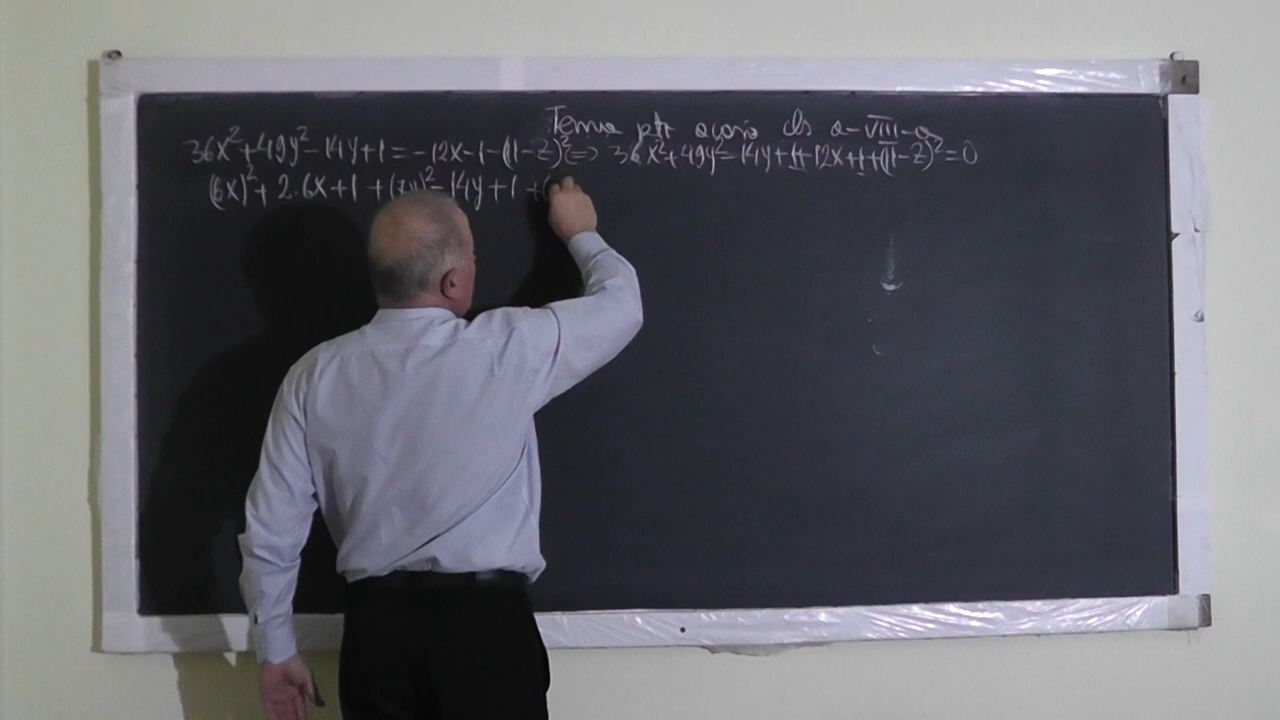 Tema ptr acasă cls a-VIII-a
36x²+49y²-14y+1=-12x-1-(1-z)²=> 36x²+49y²-14y+1+12x+1+(1-z)²=0
(6x)²+2.6x+1+(7y)²-14y+1+(